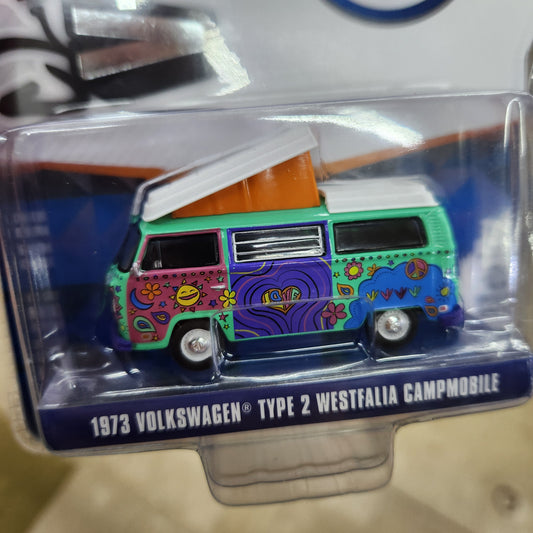 LOVE
1973 VOLKSWAGEN® TYPE 2 WESTFALIA CAMPMOBILE